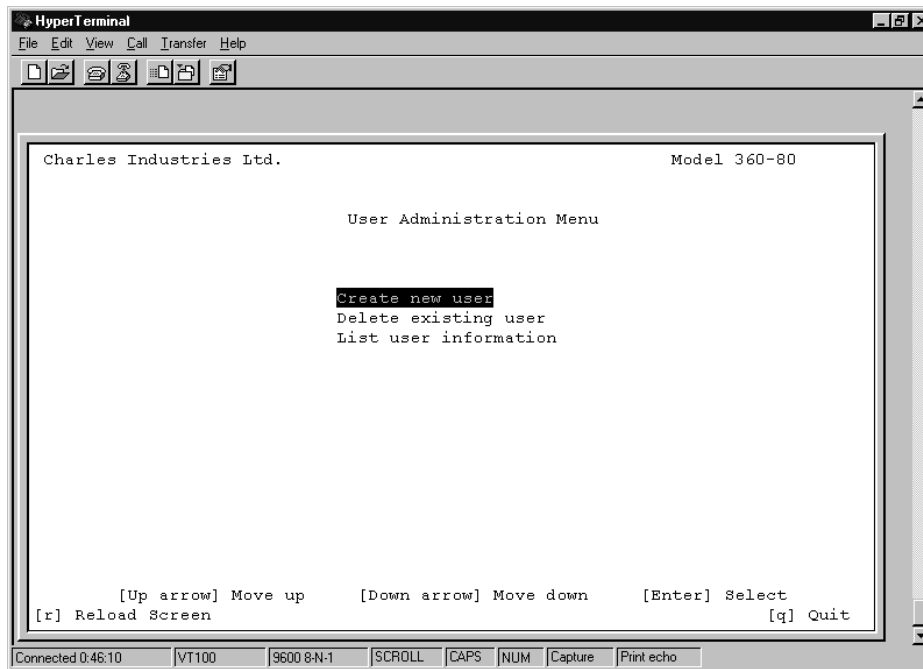 HyperTerminal
File Edit View Call Transfer Help
Charles Industries Ltd. Model 360-80
User Administration Menu
Create new user
Delete existing user
List user information
[Up arrow] Move up [Down arrow] Move down [Enter] Select
[r] Reload Screen [q] Quit
Connected 0:46:10 VT100 9600 8-N-1 SCROLL CAPS NUM Capture Print echo